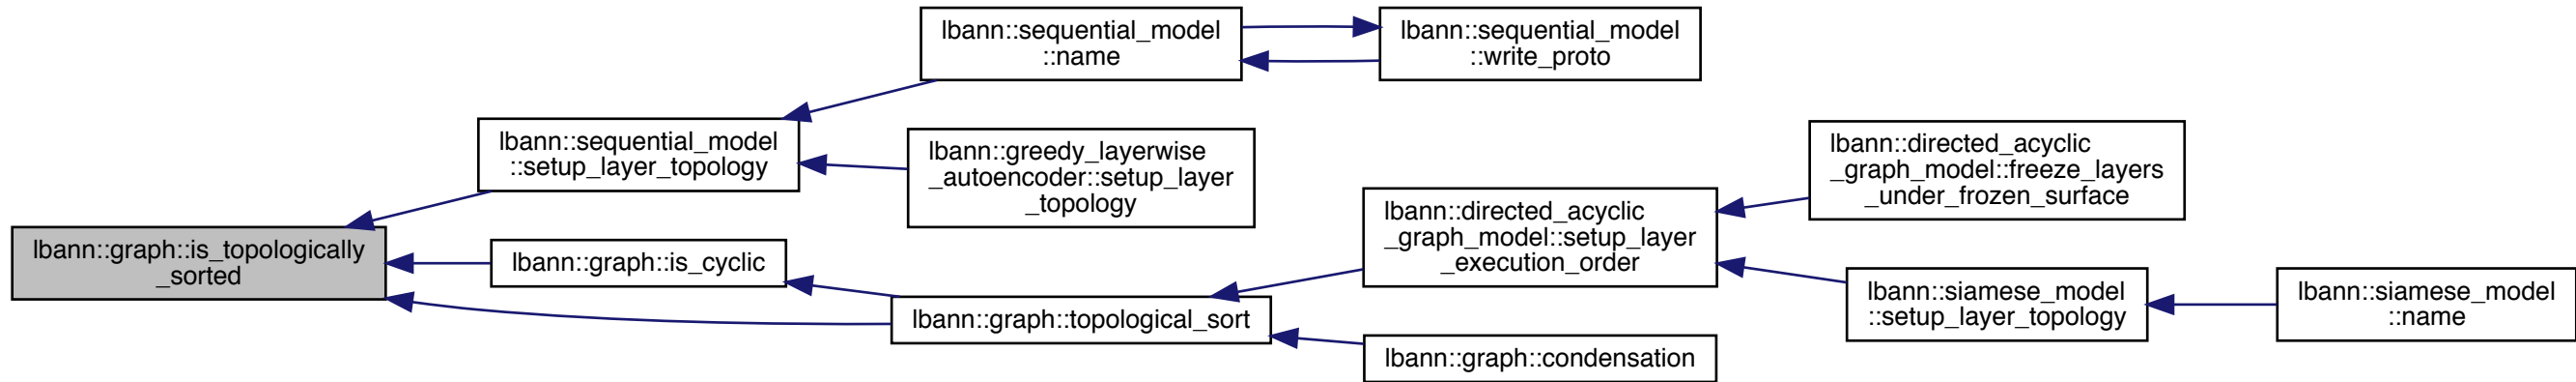 lbann::sequential_model
::name
lbann::sequential_model
::write_proto
lbann::sequential_model
::setup_layer_topology
lbann::greedy_layerwise
_autoencoder::setup_layer
_topology
lbann::directed_acyclic
_graph_model::freeze_layers
_under_frozen_surface
lbann::graph::is_topologically
_sorted
lbann::graph::is_cyclic
lbann::directed_acyclic
_graph_model::setup_layer
_execution_order
lbann::graph::topological_sort
lbann::siamese_model
::setup_layer_topology
lbann::siamese_model
::name
lbann::graph::condensation